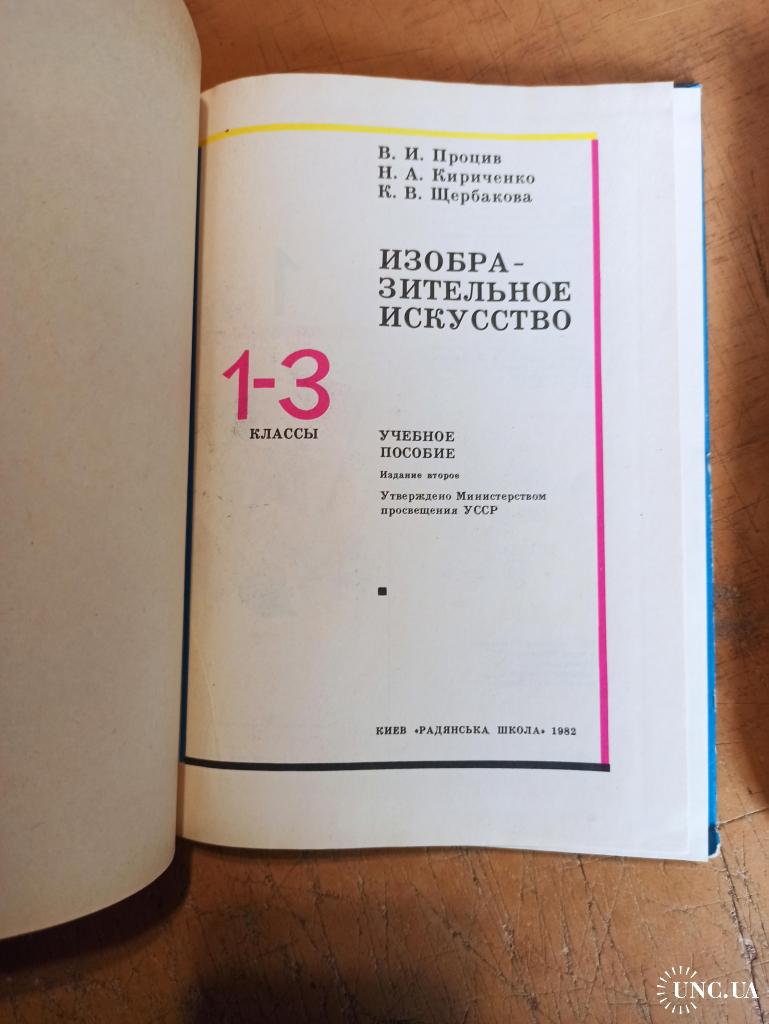 В. И. Процив
Н. А. Кириченко
К. В. Щербакова
ИЗОБРА-
ЗИТЕЛЬНОЕ
ИСКУССТВО
1-3
КЛАССЫ
УЧЕБНОЕ
ПОСОБИЕ
Издание второе
Утверждено Министерством
просвещения УССР
КИЕВ «РАДЯНСЬКА ШКОЛА» 1982
UNC.UA